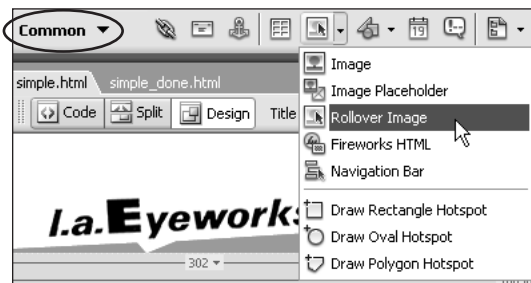 Common
19
simple.html simple_done.html
Code Split Design Title
Image
Image Placeholder
Rollover Image
Fireworks HTML
Navigation Bar
Draw Rectangle Hotspot
Draw Oval Hotspot
Draw Polygon Hotspot
l.a.Eyeworks
302